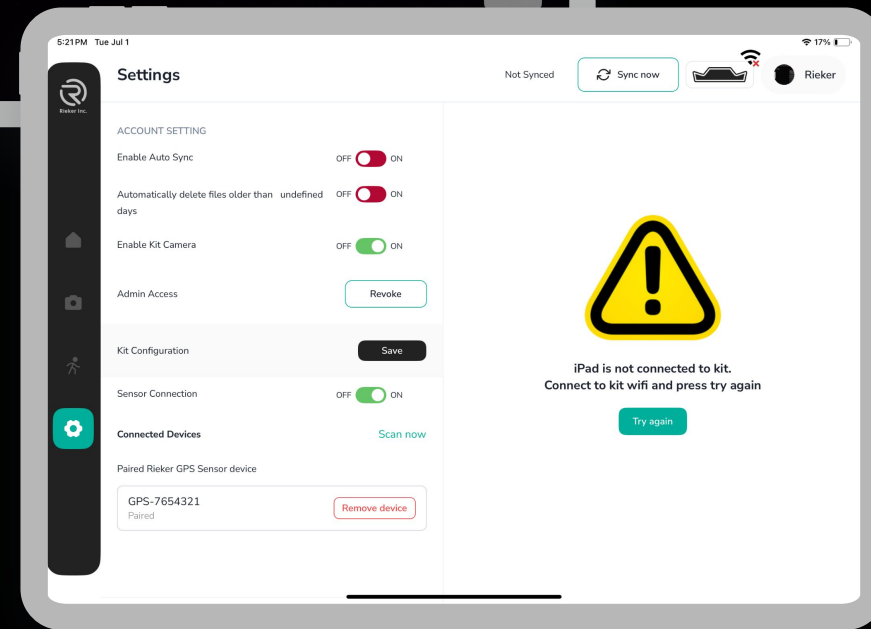 5:21 PM Tue Jul 1
17%
Rieker Inc.
Settings
Not Synced
Sync now
Rieker
ACCOUNT SETTING
Enable Auto Sync
OFF ON
Automatically delete files older than undefined
days
OFF ON
Enable Kit Camera
OFF ON
Admin Access
Revoke
Kit Configuration
Save
Sensor Connection
OFF ON
Connected Devices
Scan now
Paired Rieker GPS Sensor device
GPS-7654321
Paired
Remove device
iPad is not connected to kit.
Connect to kit wifi and press try again
Try again